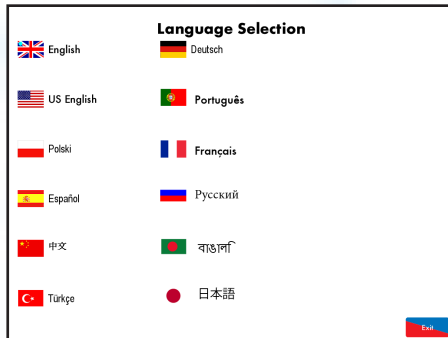 Language Selection
English
Deutsch
US English
Português
Polski
Français
Español
Русский
中文
বাঙালি
Türkçe
日本語
Exit